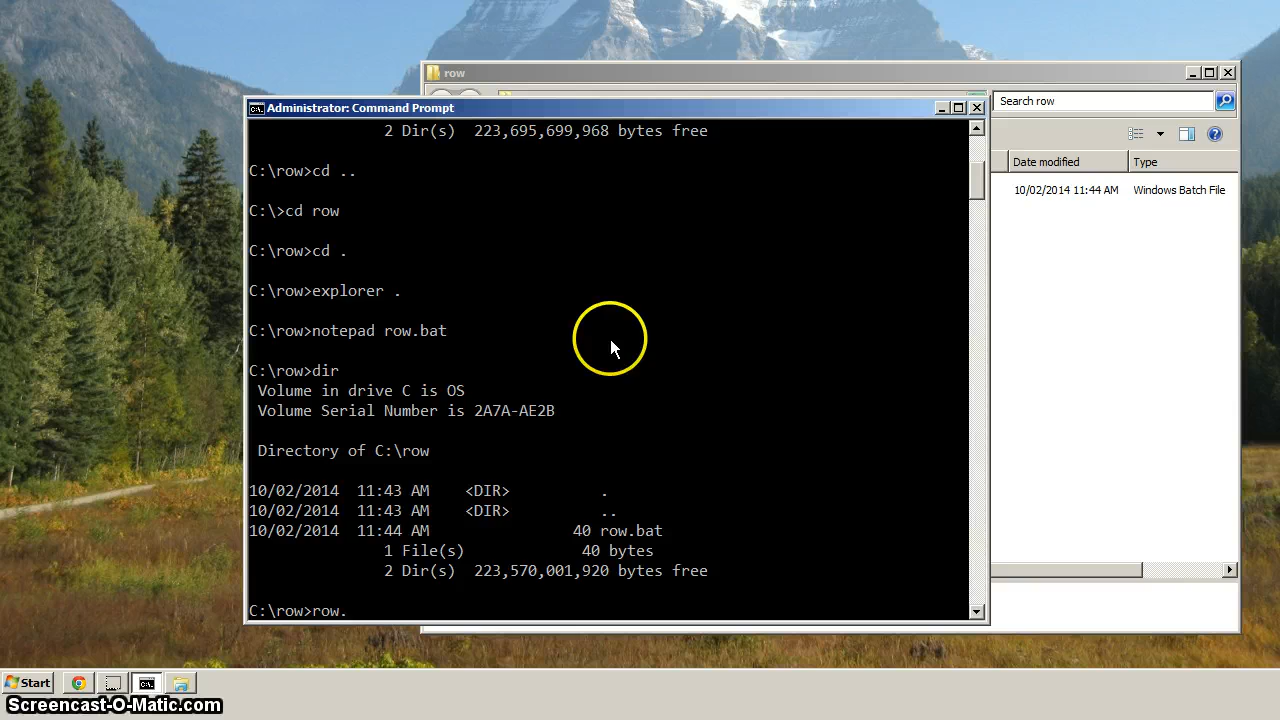 row
Administrator: Command Prompt
Search row
2 Dir(s)  223,695,699,968 bytes free
C:\row>cd ..
C:\>cd row
C:\row>cd .
C:\row>explorer .
C:\row>notepad row.bat
C:\row>dir
Volume in drive C is OS
Volume Serial Number is 2A7A-AE2B
Directory of C:\row
10/02/2014  11:43 AM    <DIR>          .
10/02/2014  11:43 AM    <DIR>          ..
10/02/2014  11:44 AM                40 row.bat
1 File(s)             40 bytes
2 Dir(s)  223,570,001,920 bytes free
C:\row>row.
Date modified Type
10/02/2014 11:44 AM Windows Batch File
Start
Screencast-O-Matic.com